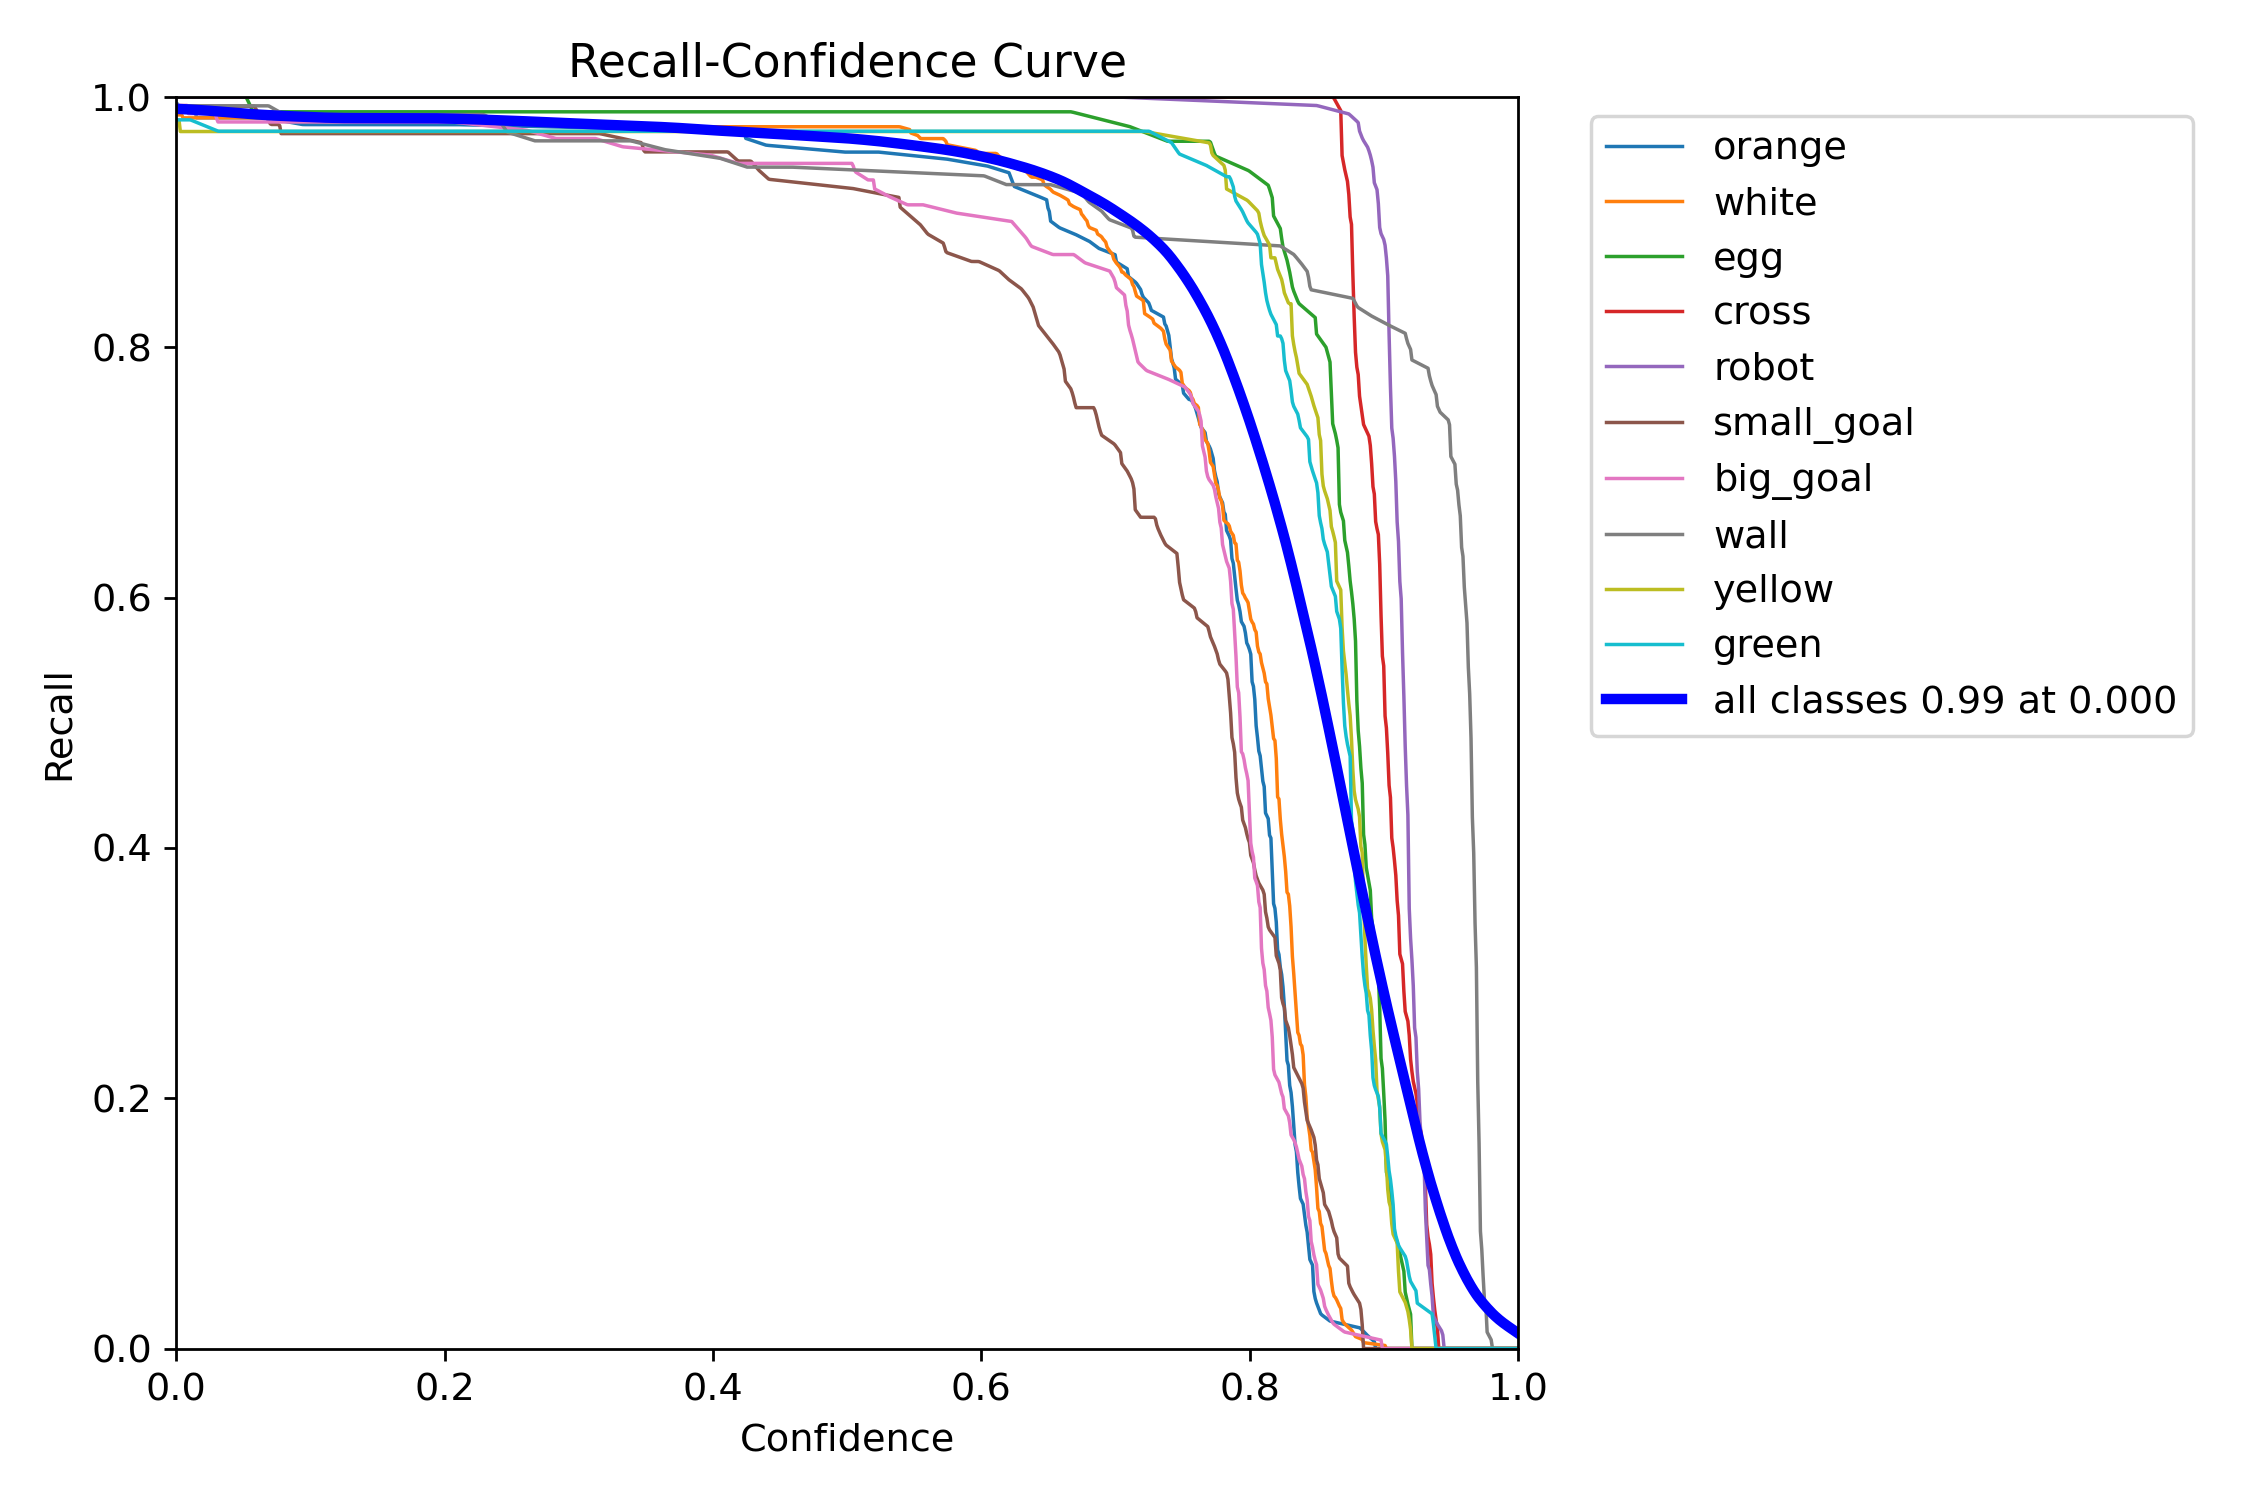 Recall-Confidence Curve
1.0
0.8
0.6
0.4
0.2
0.0
Recall
0.0 0.2 0.4 0.6 0.8 1.0
Confidence
orange
white
egg
cross
robot
small_goal
big_goal
wall
yellow
green
all classes 0.99 at 0.000